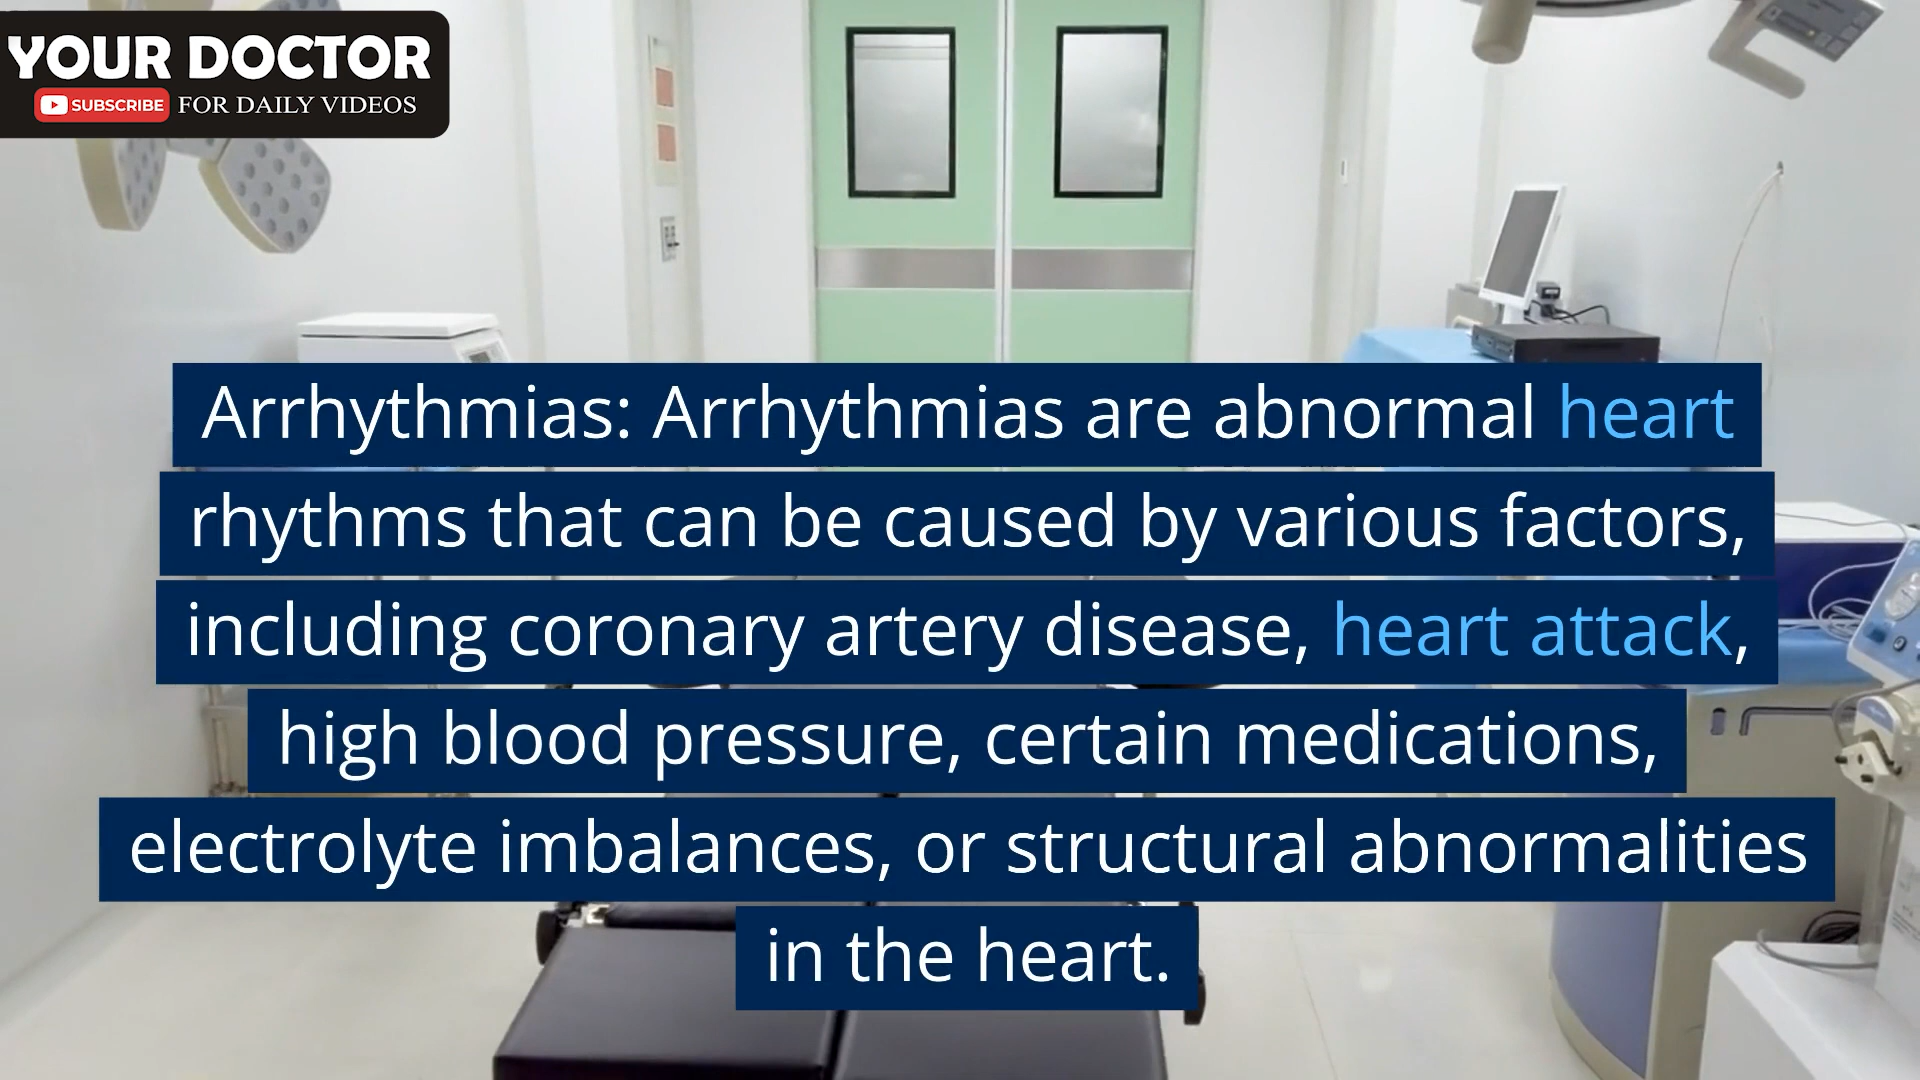 YOUR DOCTOR
SUBSCRIBE FOR DAILY VIDEOS
Arrhythmias: Arrhythmias are abnormal heart
rhythms that can be caused by various factors,
including coronary artery disease, heart attack,
high blood pressure, certain medications,
electrolyte imbalances, or structural abnormalities
in the heart.